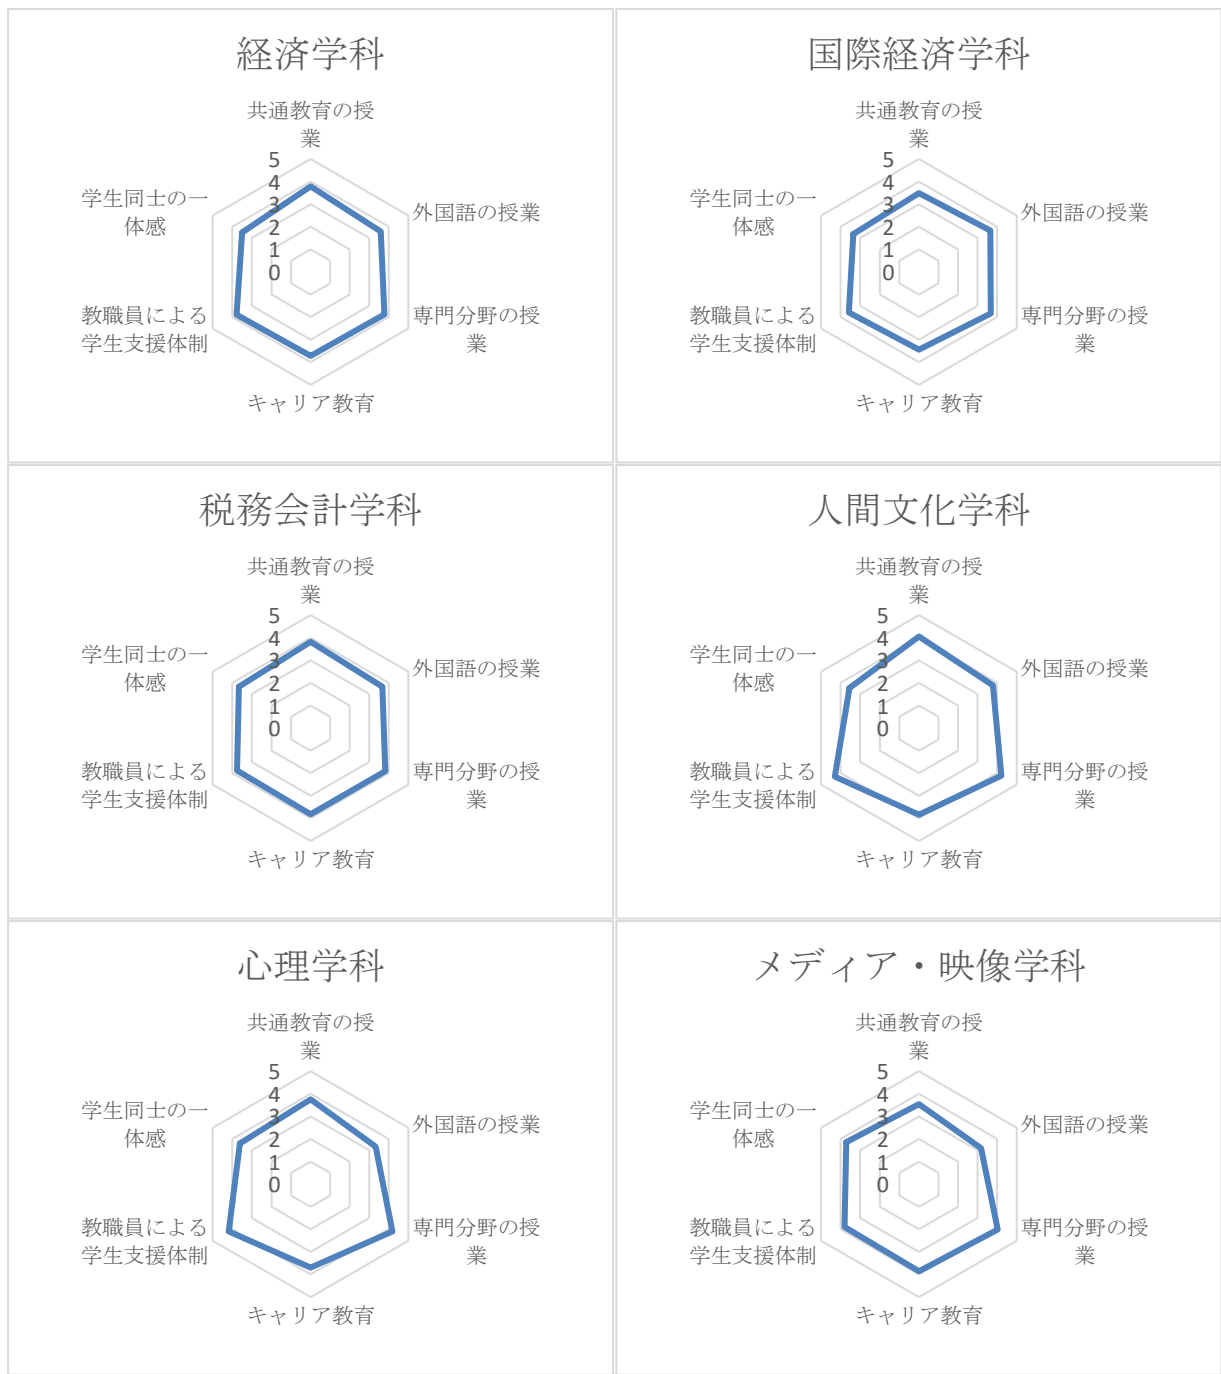 経済学科
共通教育の授
業
5
4
3
2
1
0
外国語の授業
専門分野の授
業
キャリア教育
教職員による
学生支援体制
学生同士の一
体感
国際経済学科
共通教育の授
業
5
4
3
2
1
0
外国語の授業
専門分野の授
業
キャリア教育
教職員による
学生支援体制
学生同士の一
体感
税務会計学科
共通教育の授
業
5
4
3
2
1
0
外国語の授業
専門分野の授
業
キャリア教育
教職員による
学生支援体制
学生同士の一
体感
人間文化学科
共通教育の授
業
5
4
3
2
1
0
外国語の授業
専門分野の授
業
キャリア教育
教職員による
学生支援体制
学生同士の一
体感
心理学科
共通教育の授
業
5
4
3
2
1
0
外国語の授業
専門分野の授
業
キャリア教育
教職員による
学生支援体制
学生同士の一
体感
メディア・映像学科
共通教育の授
業
5
4
3
2
1
0
外国語の授業
専門分野の授
業
キャリア教育
教職員による
学生支援体制
学生同士の一
体感